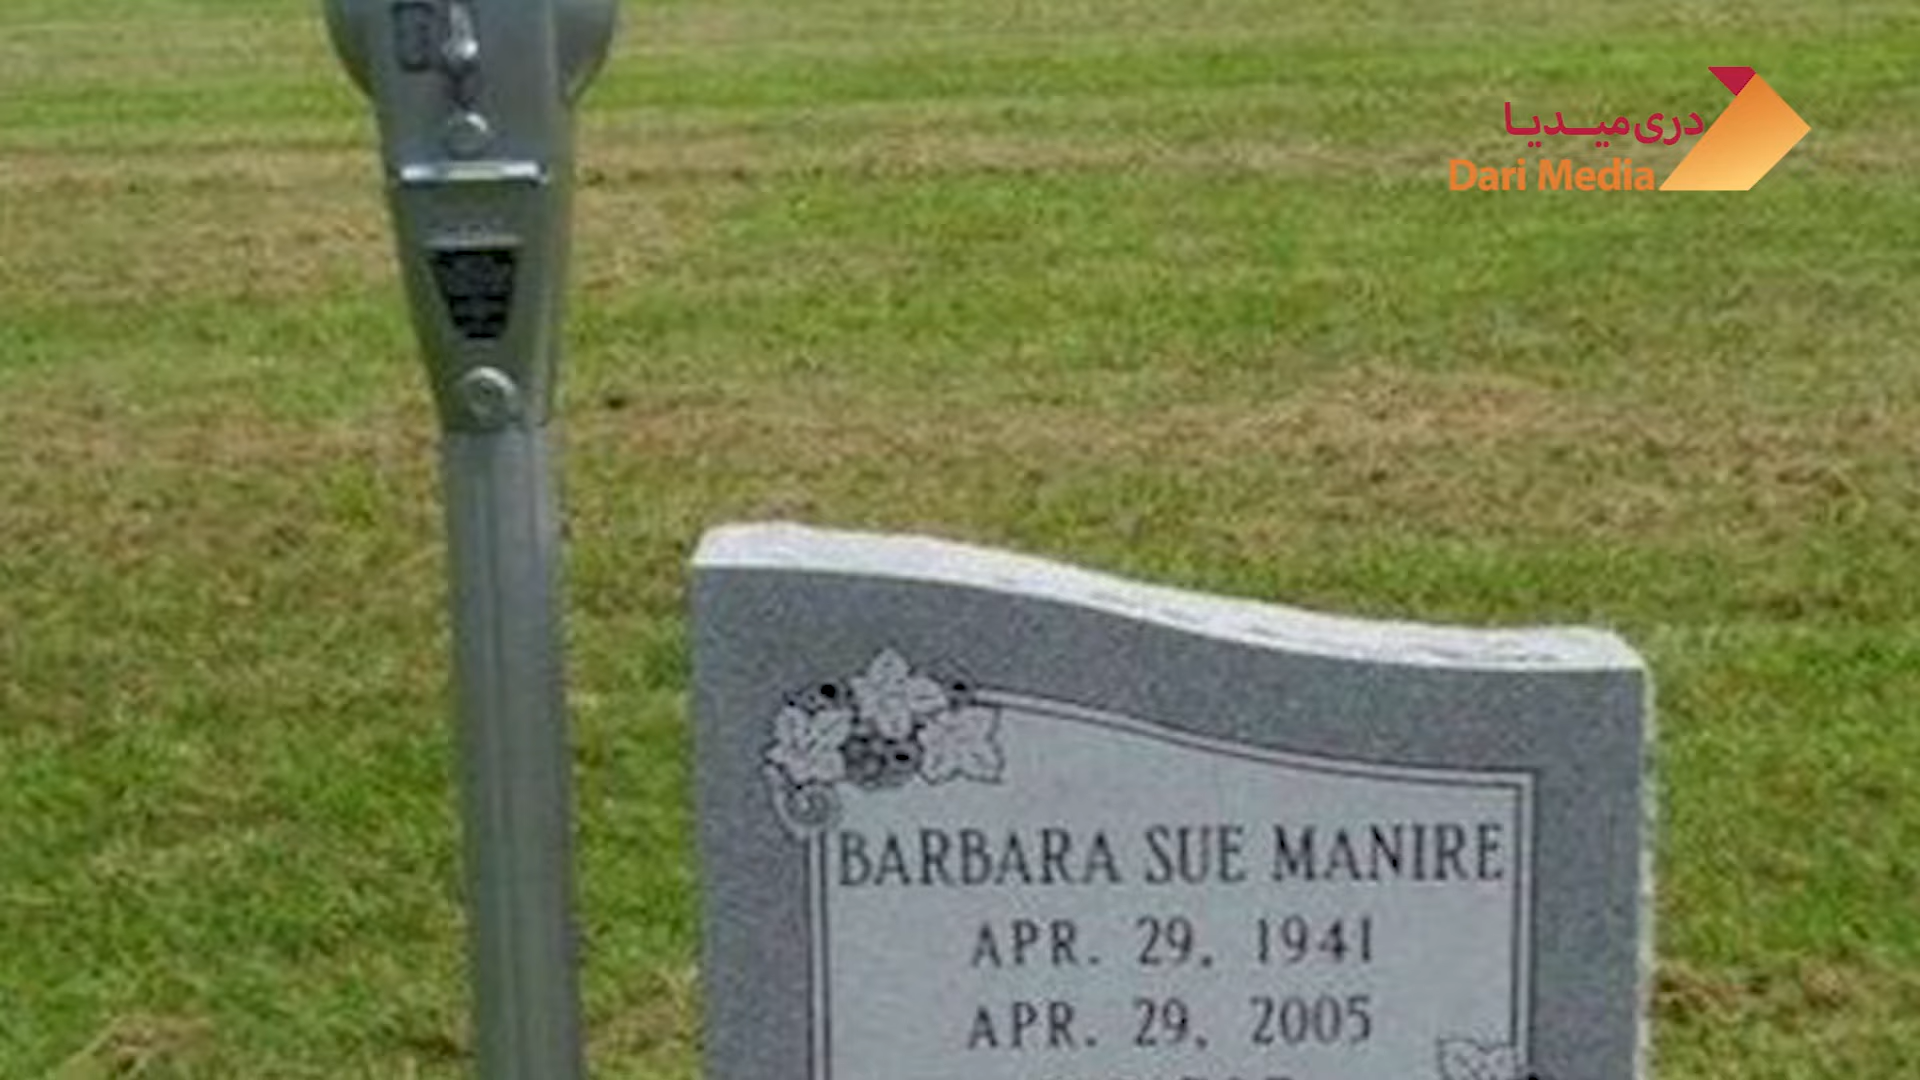 دری میدیا
Dari Media
BARBARA SUE MANIRE
APR. 29, 1941
APR. 29, 2005